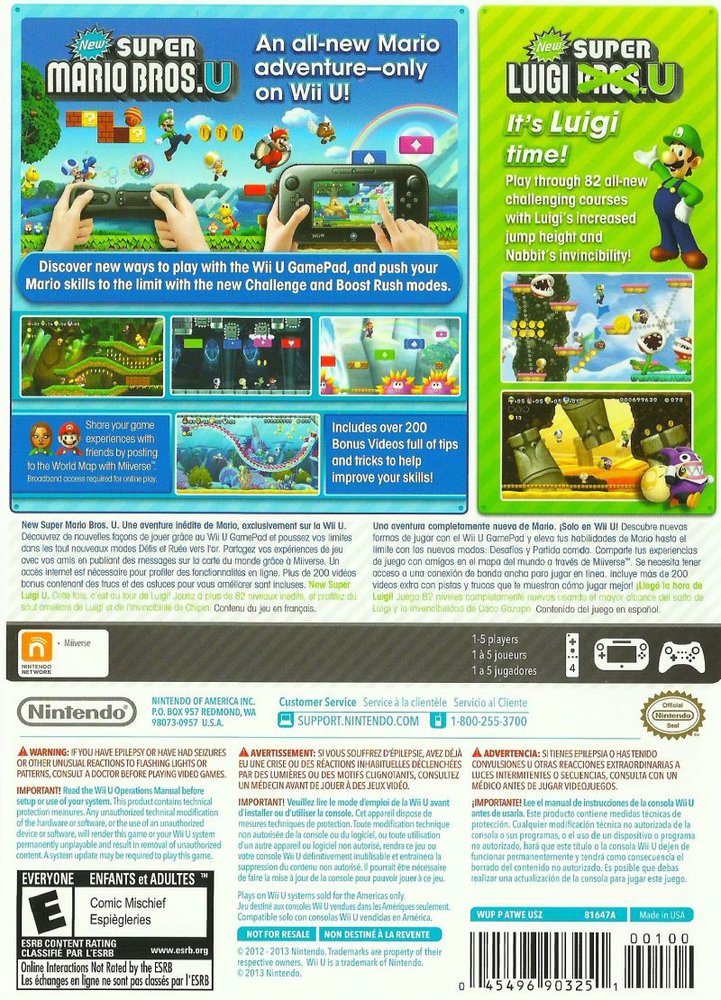 New SUPER
MARIO BROS. U
An all-new Mario
adventure—only
on Wii U!
Discover new ways to play with the Wii U GamePad, and push your
Mario skills to the limit with the new Challenge and Boost Rush modes.
Share your game
experiences with
friends by posting
to the World Map with Miiverse™.
Broadband access required for online play.
Includes over 200
Bonus Videos full of tips
and tricks to help
improve your skills!
New SUPER
LUIGI BROS. U
It's Luigi
time!
Play through 82 all-new
challenging courses
with Luigi's increased
jump height and
Nabbit's invincibility!
New Super Mario Bros. U. Une aventure inédite de Mario, exclusivement sur la Wii U.
Découvrez de nouvelles façons de jouer grâce au Wii U GamePad et poussez vos limites
dans les tout nouveaux modes Défis et Ruée vers l'or. Partagez vos expériences de jeu
avec vos amis en publiant des messages sur la carte du monde grâce à Miiverse. Un
accès internet est nécessaire pour profiter des fonctionnalités en ligne. Plus de 200 vidéos
bonus contenant des trucs et des astuces pour vous améliorer sont incluses. New Super
Luigi U. Cette fois, c'est au tour de Luigi! Jouez à plus de 82 niveaux inédits, et profitez du
saut amélioré de Luigi et de l'invincibilité de Chipin. Contenu du jeu en français.
Una aventura completamente nueva de Mario. ¡Solo en Wii U! Descubre nuevas
formas de jugar con el Wii U GamePad y eleva tus habilidades de Mario hasta el
límite con los nuevos modos: Desafíos y Partida corrida. Comparte tus experiencias
de juego con amigos en el mapa del mundo a través de Miiverse™. Se necesita tener
acceso a una conexión de banda ancha para jugar en línea. Incluye más de 200
videos extra con pistas y trucos que te muestran cómo jugar mejor! ¡Llegó la hora de
Luigi! Juega 82 niveles completamente nuevos usando el mayor alcance del salto de
Luigi y la invencibilidad de Caco Gazapo. Contenido del juego en español.
n
NINTENDO
NETWORK
• Miiverse
1-5 players
1 à 5 joueurs
1 a 5 jugadores
4
Nintendo
NINTENDO OF AMERICA INC.
P.O. BOX 957 REDMOND, WA
98073-0957 U.S.A.
Customer Service Service à la clientèle Servicio al Cliente
SUPPORT.NINTENDO.COM 1-800-255-3700
Official
Nintendo
Seal
WARNING: IF YOU HAVE EPILEPSY OR HAVE HAD SEIZURES
OR OTHER UNUSUAL REACTIONS TO FLASHING LIGHTS OR
PATTERNS, CONSULT A DOCTOR BEFORE PLAYING VIDEO GAMES.
IMPORTANT! Read the Wii U Operations Manual before
setup or use of your system. This product contains technical
protection measures. Any unauthorized technical modification
of the hardware or software, or the use of an unauthorized
device or software, will render this game or your Wii U system
permanently unplayable and result in removal of unauthorized
content. A system update may be required to play this game.
AVERTISSEMENT: SI VOUS SOUFFREZ D'ÉPILEPSIE, AVEZ DÉJÀ
EU UNE CRISE OU DES RÉACTIONS INHABITUELLES DÉCLENCHÉES
PAR DES LUMIÈRES OU DES MOTIFS CLIGNOTANTS, CONSULTEZ
UN MÉDECIN AVANT DE JOUER À DES JEUX VIDÉO.
IMPORTANT! Veuillez lire le mode d'emploi de la Wii U avant
d'installer ou d'utiliser la console. Cet appareil dispose de
mesures techniques de protection. Toute modification technique
non autorisée de la console ou du logiciel, ou toute utilisation
d'un autre appareil ou logiciel non autorisé, rendra ce jeu ou
votre console Wii U définitivement inutilisable et entraînera la
suppression du contenu non autorisé. Il pourrait être nécessaire
de faire la mise à jour de la console pour pouvoir jouer à ce jeu.
Plays on Wii U systems sold for the Americas only.
Jeu destiné aux consoles Wii U vendues dans les Amériques seulement.
Compatible solo con consolas Wii U vendidas en América.
NOT FOR RESALE NON DESTINÉ À LA REVENTE
© 2012 - 2013 Nintendo. Trademarks are property of their
respective owners. Wii U is a trademark of Nintendo.
© 2013 Nintendo.
ADVERTENCIA: SI TIENES EPILEPSIA O HAS TENIDO
CONVULSIONES U OTRAS REACCIONES EXTRAORDINARIAS A
LUCES INTERMITENTES O SECUENCIAS, CONSULTA CON UN
MÉDICO ANTES DE JUGAR VIDEOJUEGOS.
¡IMPORTANTE! Lee el manual de instrucciones de la consola Wii U
antes de usarla. Este producto contiene medidas técnicas de
protección. Cualquier modificación técnica no autorizada de la
consola o sus programas, o el uso de un dispositivo o programa
no autorizado, hará que este título o la consola Wii U dejen de
funcionar permanentemente y tendrá como consecuencia el
borrado del contenido no autorizado. Es posible que debas
realizar una actualización de la consola para jugar este juego.
EVERYONE ENFANTS et ADULTES™
E
Comic Mischief
Espiègleries
ESRB CONTENT RATING
CLASSIFIÉ PAR L'ESRB
www.esrb.org
Online Interactions Not Rated by the ESRB
Les échanges en ligne ne sont pas classés par l'ESRB
WUP P ATWE USZ 81647A Made in USA
00100
0 45496 90325 1